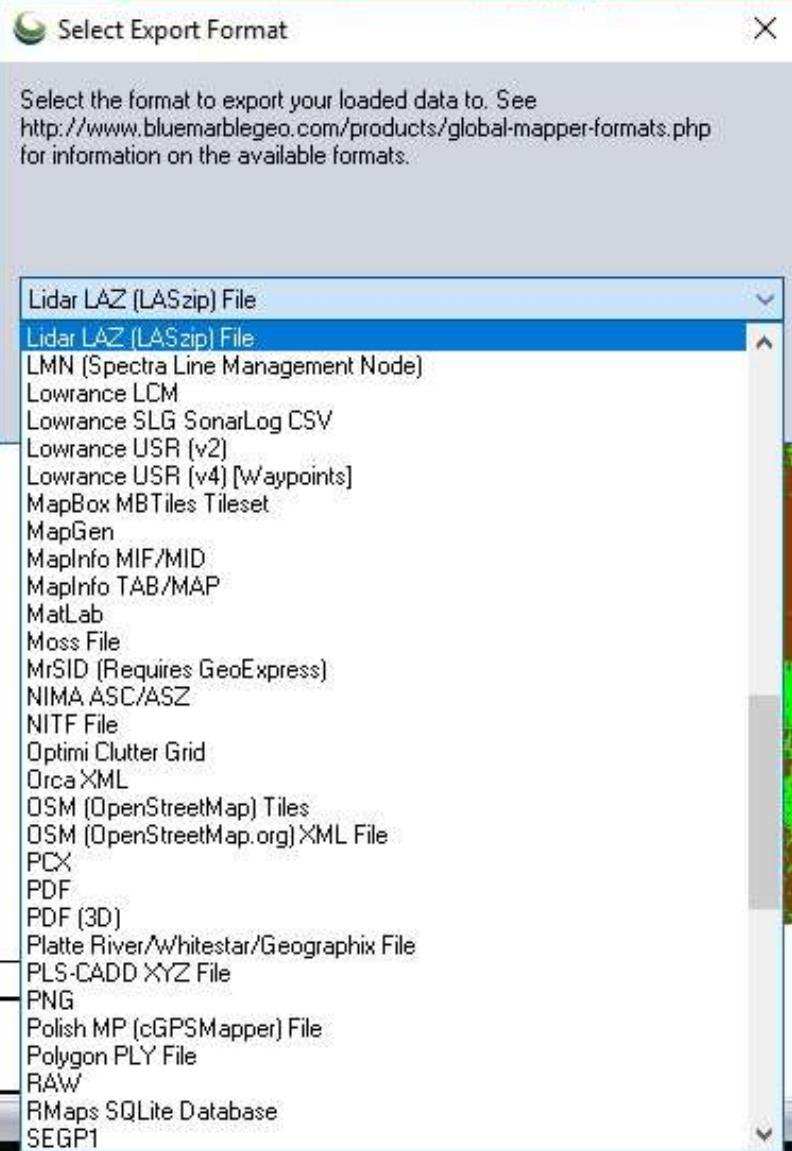 Select Export Format
Select the format to export your loaded data to. See
http://www.bluemarblegeo.com/products/global-mapper-formats.php
for information on the available formats.
Lidar LAZ (LASzip) File
Lidar LAZ (LASzip) File
LMN (Spectra Line Management Node)
Lowrance LCM
Lowrance SLG SonarLog CSV
Lowrance USR (v2)
Lowrance USR (v4) [Waypoints]
MapBox MBTiles Tileset
MapGen
MapInfo MIF/MID
MapInfo TAB/MAP
MatLab
Moss File
MrSID (Requires GeoExpress)
NIMA ASC/ASZ
NITF File
Optimi Clutter Grid
Orca XML
OSM (OpenStreetMap) Tiles
OSM (OpenStreetMap.org) XML File
PCX
PDF
PDF (3D)
Platte River/Whitestar/Geographix File
PLS-CADD XYZ File
PNG
Polish MP (cGPSMapper) File
Polygon PLY File
RAW
RMaps SQLite Database
SEGP1